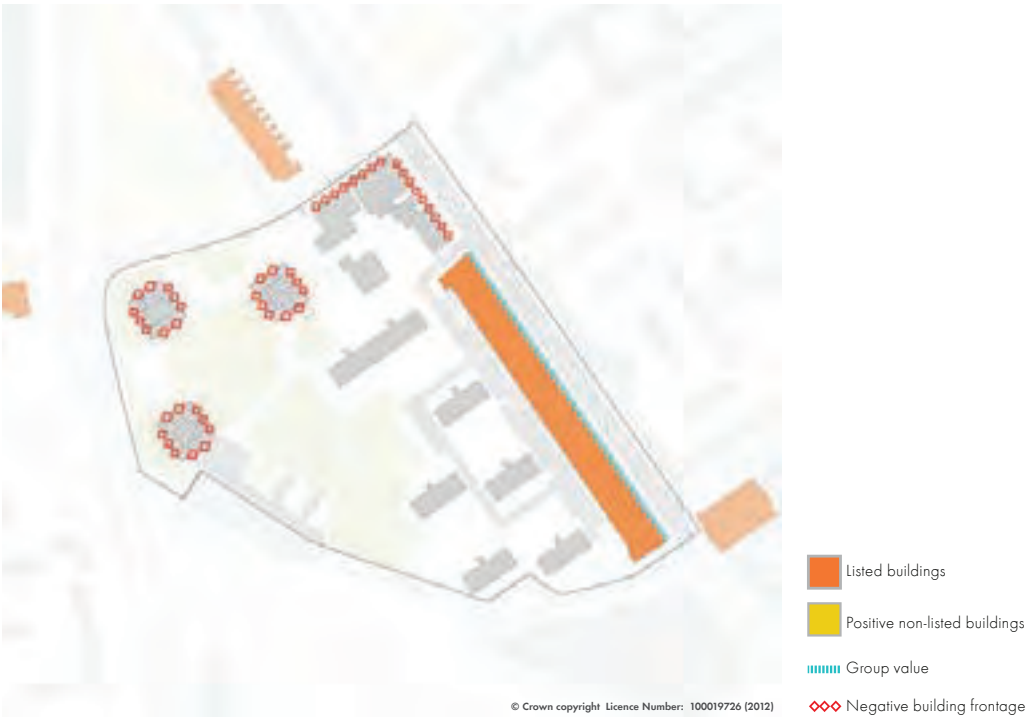 Listed buildings
Positive non-listed buildings
Group value
Negative building frontage
© Crown copyright Licence Number: 100019726 (2012)